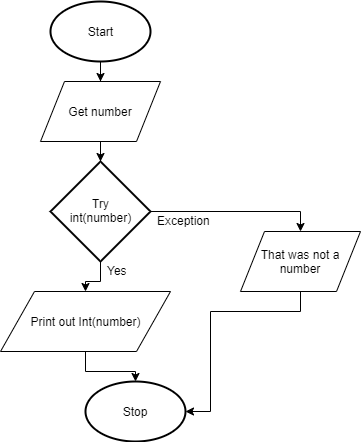 Start
Get number
Try
int(number)
Exception
Yes
That was not a
number
Print out Int(number)
Stop